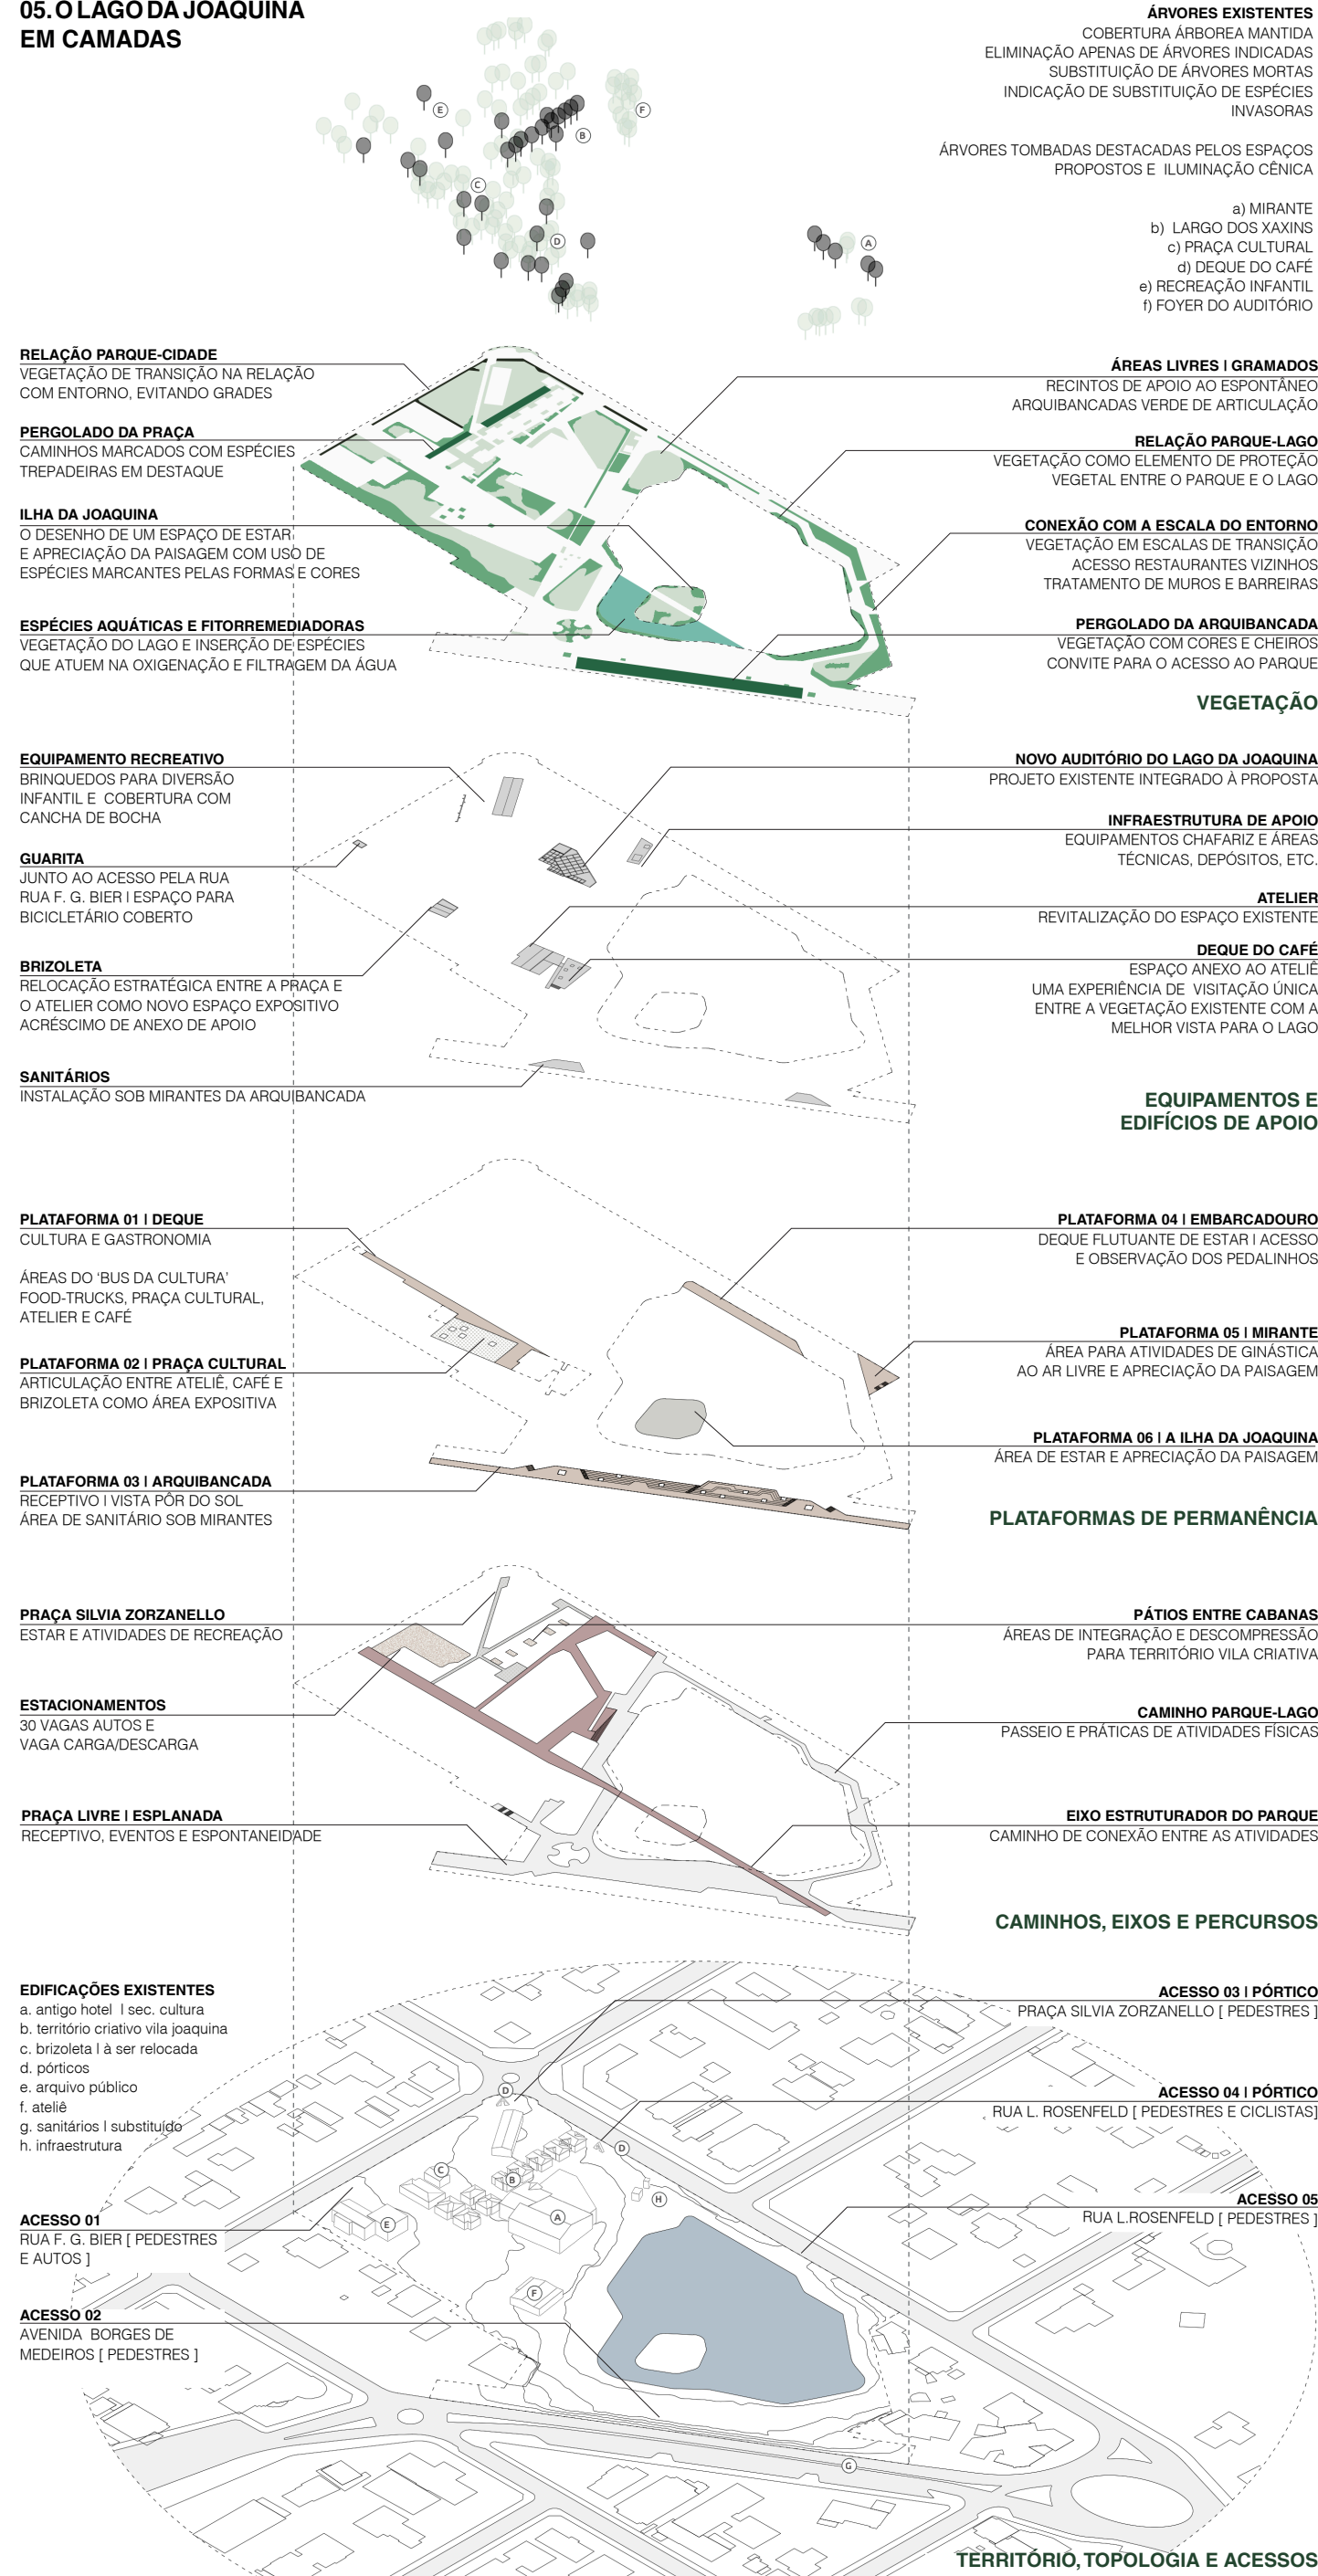 05. O LAGO DA JOAQUINA
EM CAMADAS
ÁRVORES EXISTENTES
COBERTURA ÁRBOREA MANTIDA
ELIMINAÇÃO APENAS DE ÁRVORES INDICADAS
SUBSTITUIÇÃO DE ÁRVORES MORTAS
INDICAÇÃO DE SUBSTITUIÇÃO DE ESPÉCIES
INVASORAS
ÁRVORES TOMBADAS DESTACADAS PELOS ESPAÇOS
PROPOSTOS E ILUMINAÇÃO CÊNICA
a) MIRANTE
b) LARGO DOS XAXINS
c) PRAÇA CULTURAL
d) DEQUE DO CAFÉ
e) RECREAÇÃO INFANTIL
f) FOYER DO AUDITÓRIO
E
F
B
C
D
A
RELAÇÃO PARQUE-CIDADE
VEGETAÇÃO DE TRANSIÇÃO NA RELAÇÃO
COM ENTORNO, EVITANDO GRADES
PERGOLADO DA PRAÇA
CAMINHOS MARCADOS COM ESPÉCIES
TREPADEIRAS EM DESTAQUE
ILHA DA JOAQUINA
O DESENHO DE UM ESPAÇO DE ESTAR
E APRECIAÇÃO DA PAISAGEM COM USO DE
ESPÉCIES MARCANTES PELAS FORMAS E CORES
ESPÉCIES AQUÁTICAS E FITORREMEDIADORAS
VEGETAÇÃO DO LAGO E INSERÇÃO DE ESPÉCIES
QUE ATUEM NA OXIGENAÇÃO E FILTRAGEM DA ÁGUA
ÁREAS LIVRES | GRAMADOS
RECINTOS DE APOIO AO ESPONTÂNEO
ARQUIBANCADAS VERDE DE ARTICULAÇÃO
RELAÇÃO PARQUE-LAGO
VEGETAÇÃO COMO ELEMENTO DE PROTEÇÃO
VEGETAL ENTRE O PARQUE E O LAGO
CONEXÃO COM A ESCALA DO ENTORNO
VEGETAÇÃO EM ESCALAS DE TRANSIÇÃO
ACESSO RESTAURANTES VIZINHOS
TRATAMENTO DE MUROS E BARREIRAS
PERGOLADO DA ARQUIBANCADA
VEGETAÇÃO COM CORES E CHEIROS
CONVITE PARA O ACESSO AO PARQUE
VEGETAÇÃO
EQUIPAMENTO RECREATIVO
BRINQUEDOS PARA DIVERSÃO
INFANTIL E COBERTURA COM
CANCHA DE BOCHA
GUARITA
JUNTO AO ACESSO PELA RUA
RUA F. G. BIER | ESPAÇO PARA
BICICLETÁRIO COBERTO
BRIZOLETA
RELOCAÇÃO ESTRATÉGICA ENTRE A PRAÇA E
O ATELIER COMO NOVO ESPAÇO EXPOSITIVO
ACRÉSCIMO DE ANEXO DE APOIO
SANITÁRIOS
INSTALAÇÃO SOB MIRANTES DA ARQUIBANCADA
NOVO AUDITÓRIO DO LAGO DA JOAQUINA
PROJETO EXISTENTE INTEGRADO À PROPOSTA
INFRAESTRUTURA DE APOIO
EQUIPAMENTOS CHAFARIZ E ÁREAS
TÉCNICAS, DEPÓSITOS, ETC.
ATELIER
REVITALIZAÇÃO DO ESPAÇO EXISTENTE
DEQUE DO CAFÉ
ESPAÇO ANEXO AO ATELIÊ
UMA EXPERIÊNCIA DE VISITAÇÃO ÚNICA
ENTRE A VEGETAÇÃO EXISTENTE COM A
MELHOR VISTA PARA O LAGO
EQUIPAMENTOS E
EDIFÍCIOS DE APOIO
PLATAFORMA 01 | DEQUE
CULTURA E GASTRONOMIA
ÁREAS DO 'BUS DA CULTURA'
FOOD-TRUCKS, PRAÇA CULTURAL,
ATELIER E CAFÉ
PLATAFORMA 02 | PRAÇA CULTURAL
ARTICULAÇÃO ENTRE ATELIÊ, CAFÉ E
BRIZOLETA COMO ÁREA EXPOSITIVA
PLATAFORMA 03 | ARQUIBANCADA
RECEPTIVO | VISTA PÔR DO SOL
ÁREA DE SANITÁRIO SOB MIRANTES
PLATAFORMA 04 | EMBARCADOURO
DEQUE FLUTUANTE DE ESTAR | ACESSO
E OBSERVAÇÃO DOS PEDALINHOS
PLATAFORMA 05 | MIRANTE
ÁREA PARA ATIVIDADES DE GINÁSTICA
AO AR LIVRE E APRECIAÇÃO DA PAISAGEM
PLATAFORMA 06 | A ILHA DA JOAQUINA
ÁREA DE ESTAR E APRECIAÇÃO DA PAISAGEM
PLATAFORMAS DE PERMANÊNCIA
PRAÇA SILVIA ZORZANELLO
ESTAR E ATIVIDADES DE RECREAÇÃO
ESTACIONAMENTOS
30 VAGAS AUTOS E
VAGA CARGA/DESCARGA
PRAÇA LIVRE | ESPLANADA
RECEPTIVO, EVENTOS E ESPONTANEIDADE
PÁTIOS ENTRE CABANAS
ÁREAS DE INTEGRAÇÃO E DESCOMPRESSÃO
PARA TERRITÓRIO VILA CRIATIVA
CAMINHO PARQUE-LAGO
PASSEIO E PRÁTICAS DE ATIVIDADES FÍSICAS
EIXO ESTRUTURADOR DO PARQUE
CAMINHO DE CONEXÃO ENTRE AS ATIVIDADES
CAMINHOS, EIXOS E PERCURSOS
EDIFICAÇÕES EXISTENTES
a. antigo hotel | sec. cultura
b. território criativo vila joaquina
c. brizoleta | à ser relocada
d. pórticos
e. arquivo público
f. ateliê
g. sanitários | substituído
h. infraestrutura
ACESSO 01
RUA F. G. BIER [ PEDESTRES
E AUTOS ]
ACESSO 02
AVENIDA BORGES DE
MEDEIROS [ PEDESTRES ]
ACESSO 03 | PÓRTICO
PRAÇA SILVIA ZORZANELLO [ PEDESTRES ]
ACESSO 04 | PÓRTICO
RUA L. ROSENFELD [ PEDESTRES E CICLISTAS]
ACESSO 05
RUA L.ROSENFELD [ PEDESTRES ]
D
D
C
B
H
A
E
F
G
TERRITÓRIO, TOPOLOGIA E ACESSOS